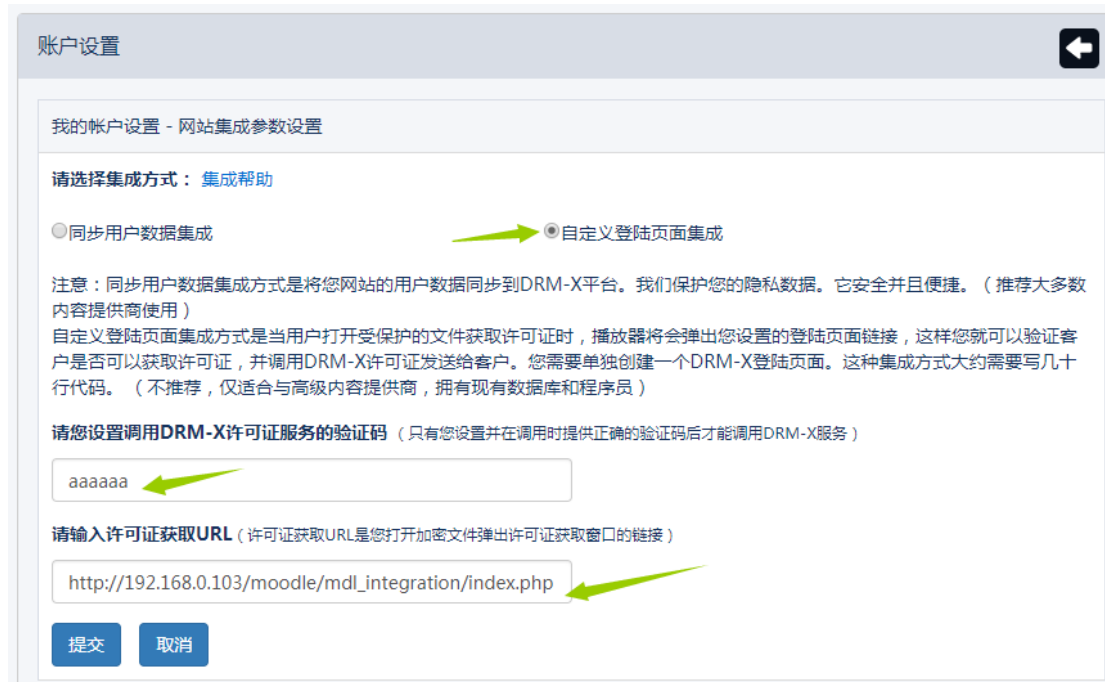 账户设置
我的帐户设置 - 网站集成参数设置
请选择集成方式： 集成帮助
同步用户数据集成 自定义登陆页面集成
注意：同步用户数据集成方式是将您网站的用户数据同步到DRM-X平台。我们保护您的隐私数据。它安全并且便捷。（推荐大多数
内容提供商使用）
自定义登陆页面集成方式是当用户打开受保护的文件获取许可证时，播放器将会弹出您设置的登陆页面链接，这样您就可以验证客
户是否可以获取许可证，并调用DRM-X许可证发送给客户。您需要单独创建一个DRM-X登陆页面。这种集成方式大约需要写几十
行代码。 （不推荐，仅适合与高级内容提供商，拥有现有数据库和程序员）
请您设置调用DRM-X许可证服务的验证码 （只有您设置并在调用时提供正确的验证码后才能调用DRM-X服务）
aaaaaa
请输入许可证获取URL（许可证获取URL是您打开加密文件弹出许可证获取窗口的链接）
http://192.168.0.103/moodle/mdl_integration/index.php
提交 取消